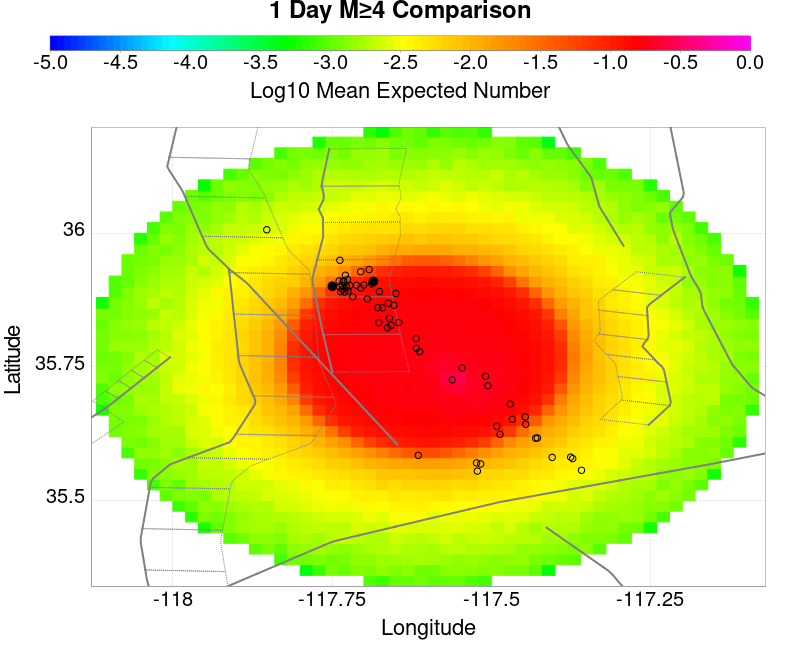 1 Day M≥4 Comparison
-5.0 -4.5 -4.0 -3.5 -3.0 -2.5 -2.0 -1.5 -1.0 -0.5 0.0
Log10 Mean Expected Number
36
35.75
35.5
Latitude
-118 -117.75 -117.5 -117.25
Longitude